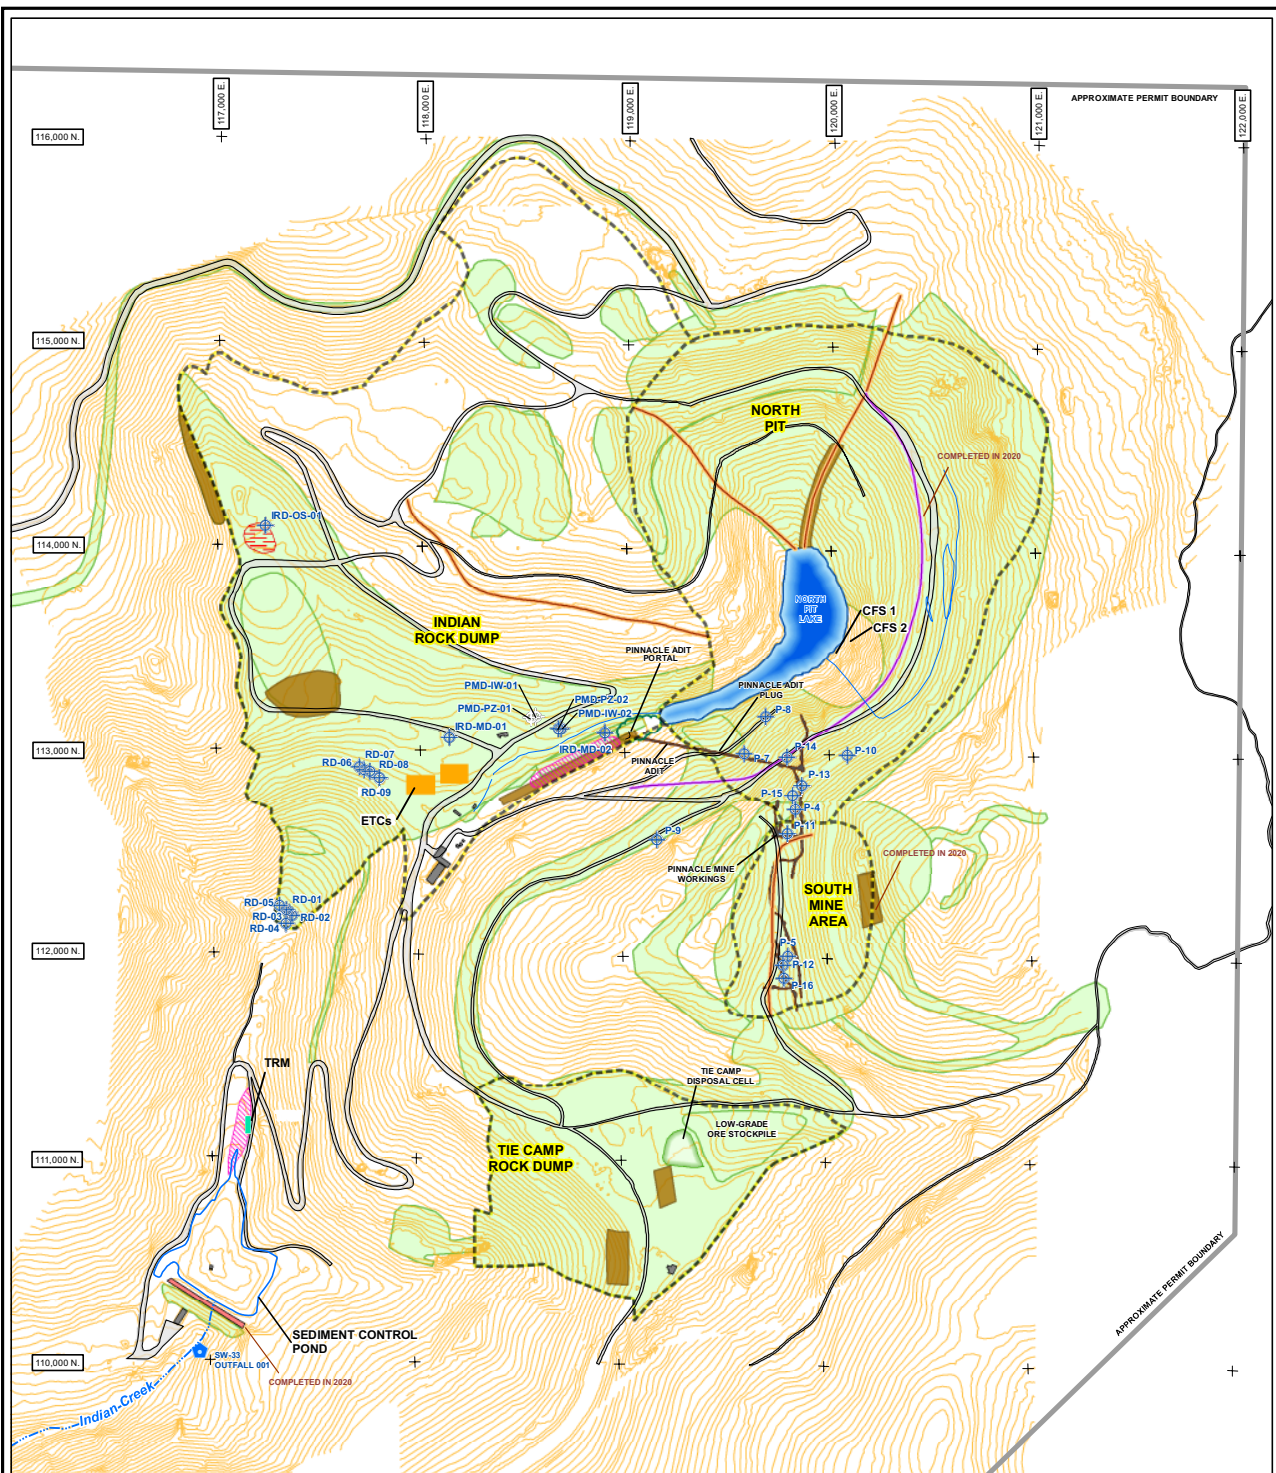 117,000 E.
118,000 E.
119,000 E.
120,000 E.
121,000 E.
122,000 E.
APPROXIMATE PERMIT BOUNDARY
116,000 N.
115,000 N.
NORTH
PIT
COMPLETED IN 2020
IRD-OS-01
114,000 N.
NORTH
PIT
LAKE
CFS 1
CFS 2
INDIAN
ROCK DUMP
PINNACLE ADIT
PORTAL
PMD-IW-01
PINNACLE ADIT
PLUG
PMD-PZ-02
PMD-PZ-01
PMD-IW-02
P-8
IRD-MD-01
113,000 N.
IRD-MD-02
P-7
P-14
P-10
RD-07
RD-06
RD-08
PINNACLE
ADIT
P-13
RD-09
P-15
P-4
ETCs
P-9
P-11
COMPLETED IN 2020
PINNACLE MINE
WORKINGS
SOUTH
MINE
AREA
RD-05
RD-01
RD-03
RD-02
RD-04
112,000 N.
P-5
P-12
P-16
TRM
TIE CAMP
DISPOSAL CELL
LOW-GRADE
ORE STOCKPILE
TIE CAMP
ROCK DUMP
111,000 N.
APPROXIMATE PERMIT BOUNDARY
SEDIMENT CONTROL
POND
110,000 N.
SW-33
OUTFALL 001
COMPLETED IN 2020
Indian Creek